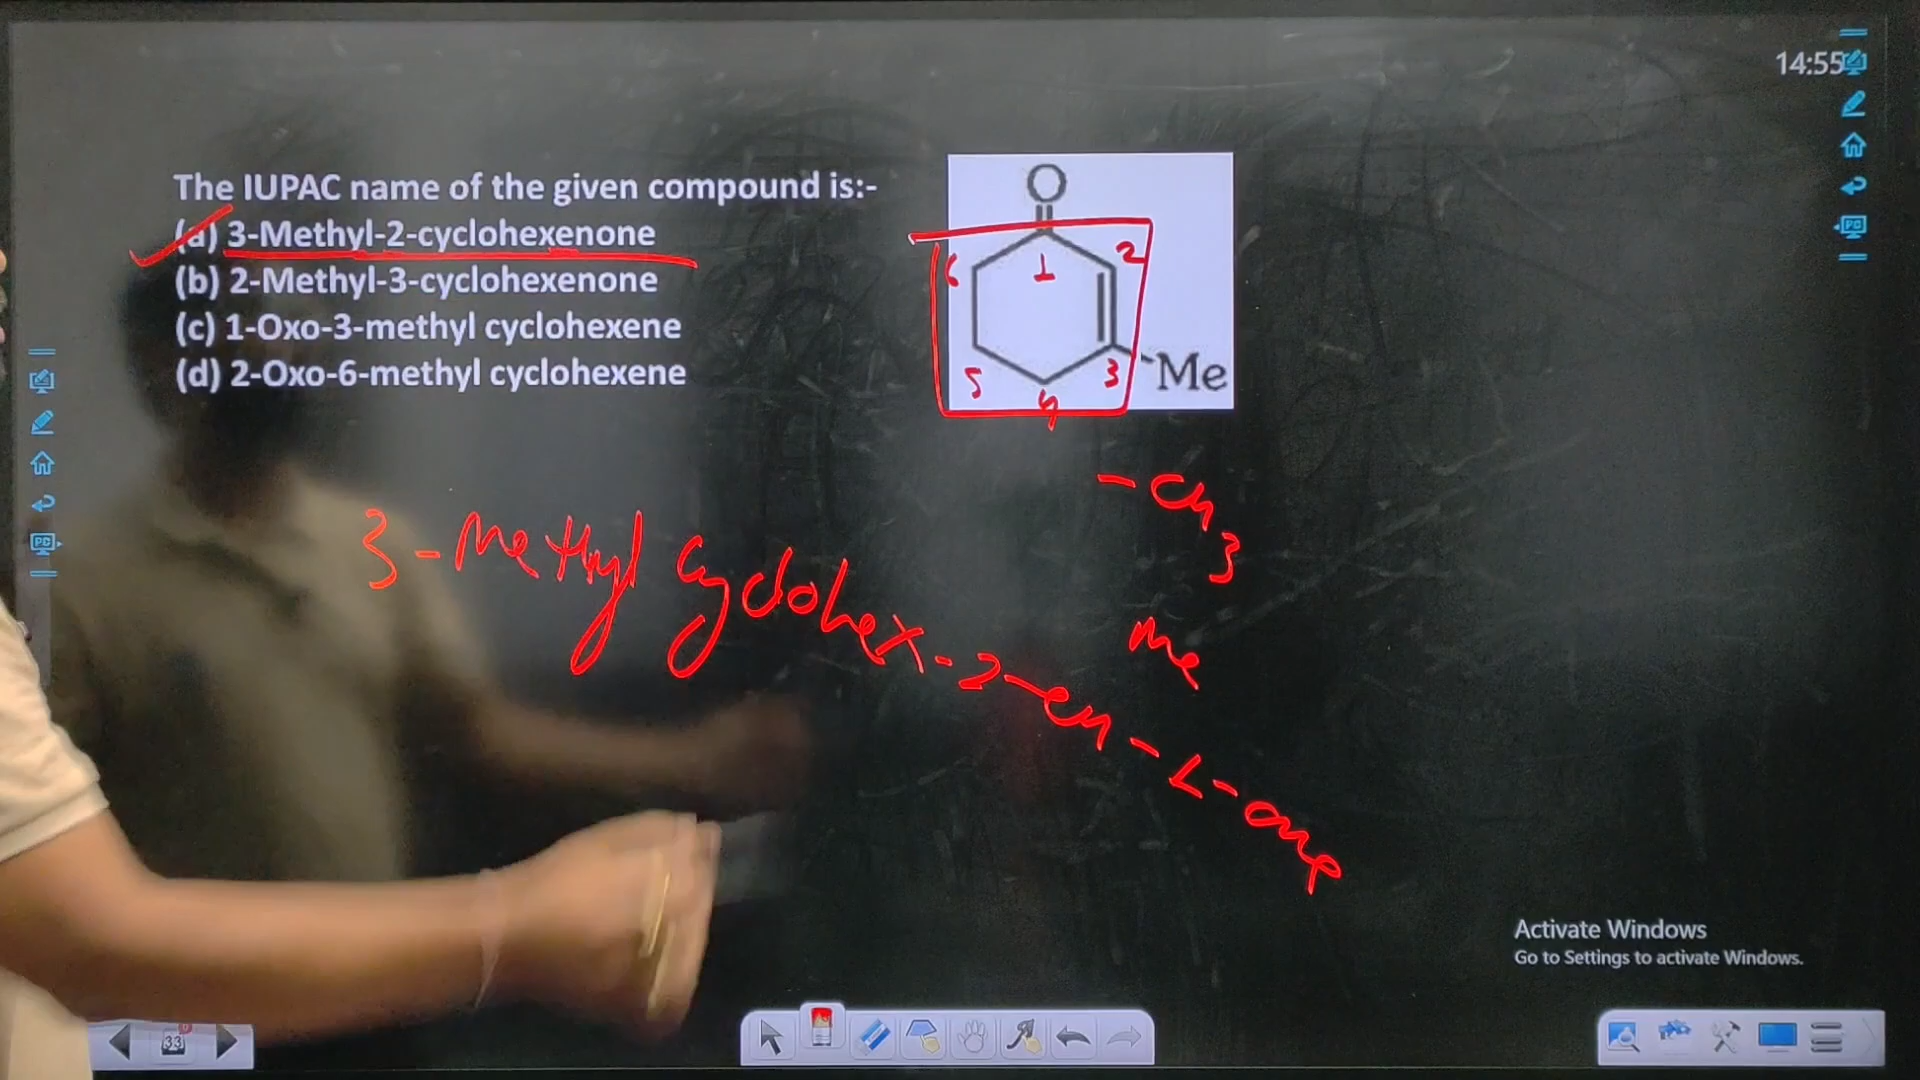 14:55
The IUPAC name of the given compound is:-
(a) 3-Methyl-2-cyclohexenone
(b) 2-Methyl-3-cyclohexenone
(c) 1-Oxo-3-methyl cyclohexene
(d) 2-Oxo-6-methyl cyclohexene
O
6 1 2
5 4 3
Me
-CH3
Me
3-Methyl cyclohex-2-en-1-one
Activate Windows
Go to Settings to activate Windows.
33